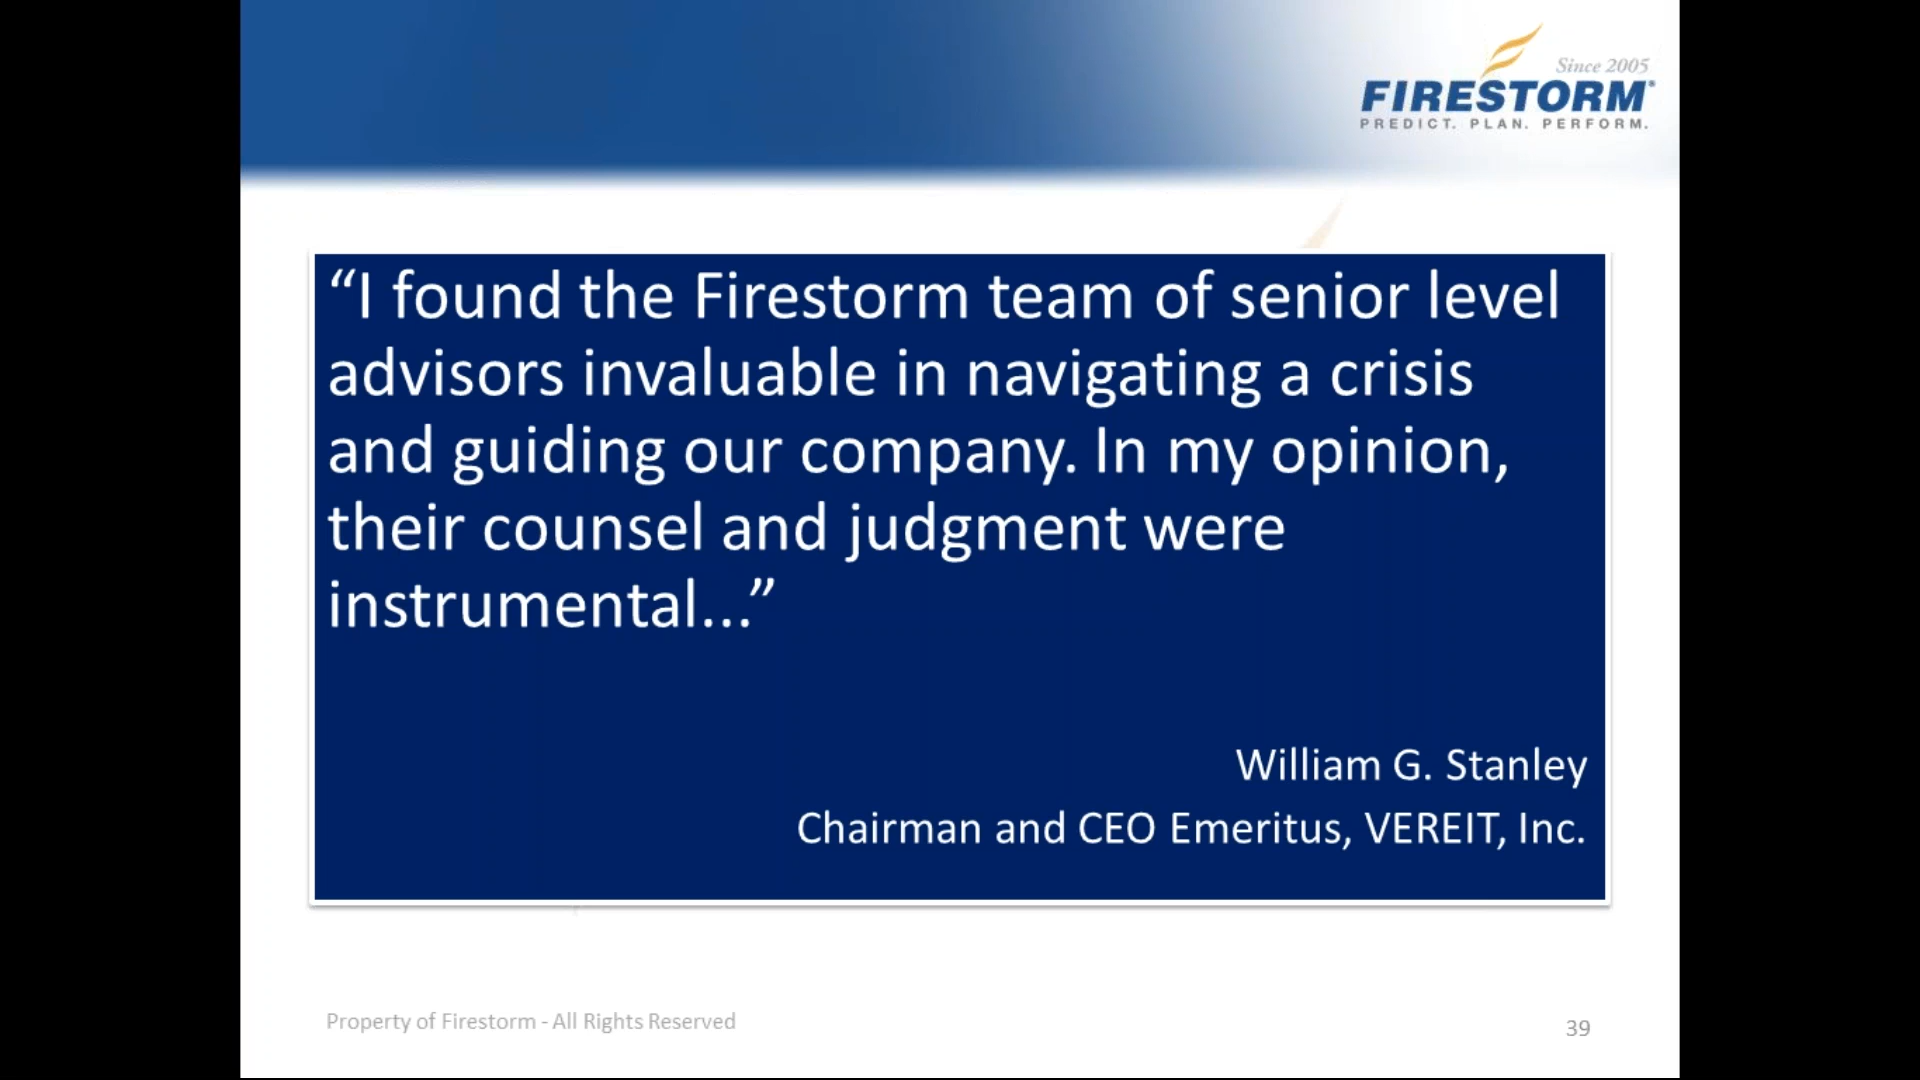 Since 2005
FIRESTORM®
PREDICT. PLAN. PERFORM.
“I found the Firestorm team of senior level
advisors invaluable in navigating a crisis
and guiding our company. In my opinion,
their counsel and judgment were
instrumental...”
William G. Stanley
Chairman and CEO Emeritus, VEREIT, Inc.
Property of Firestorm - All Rights Reserved
39